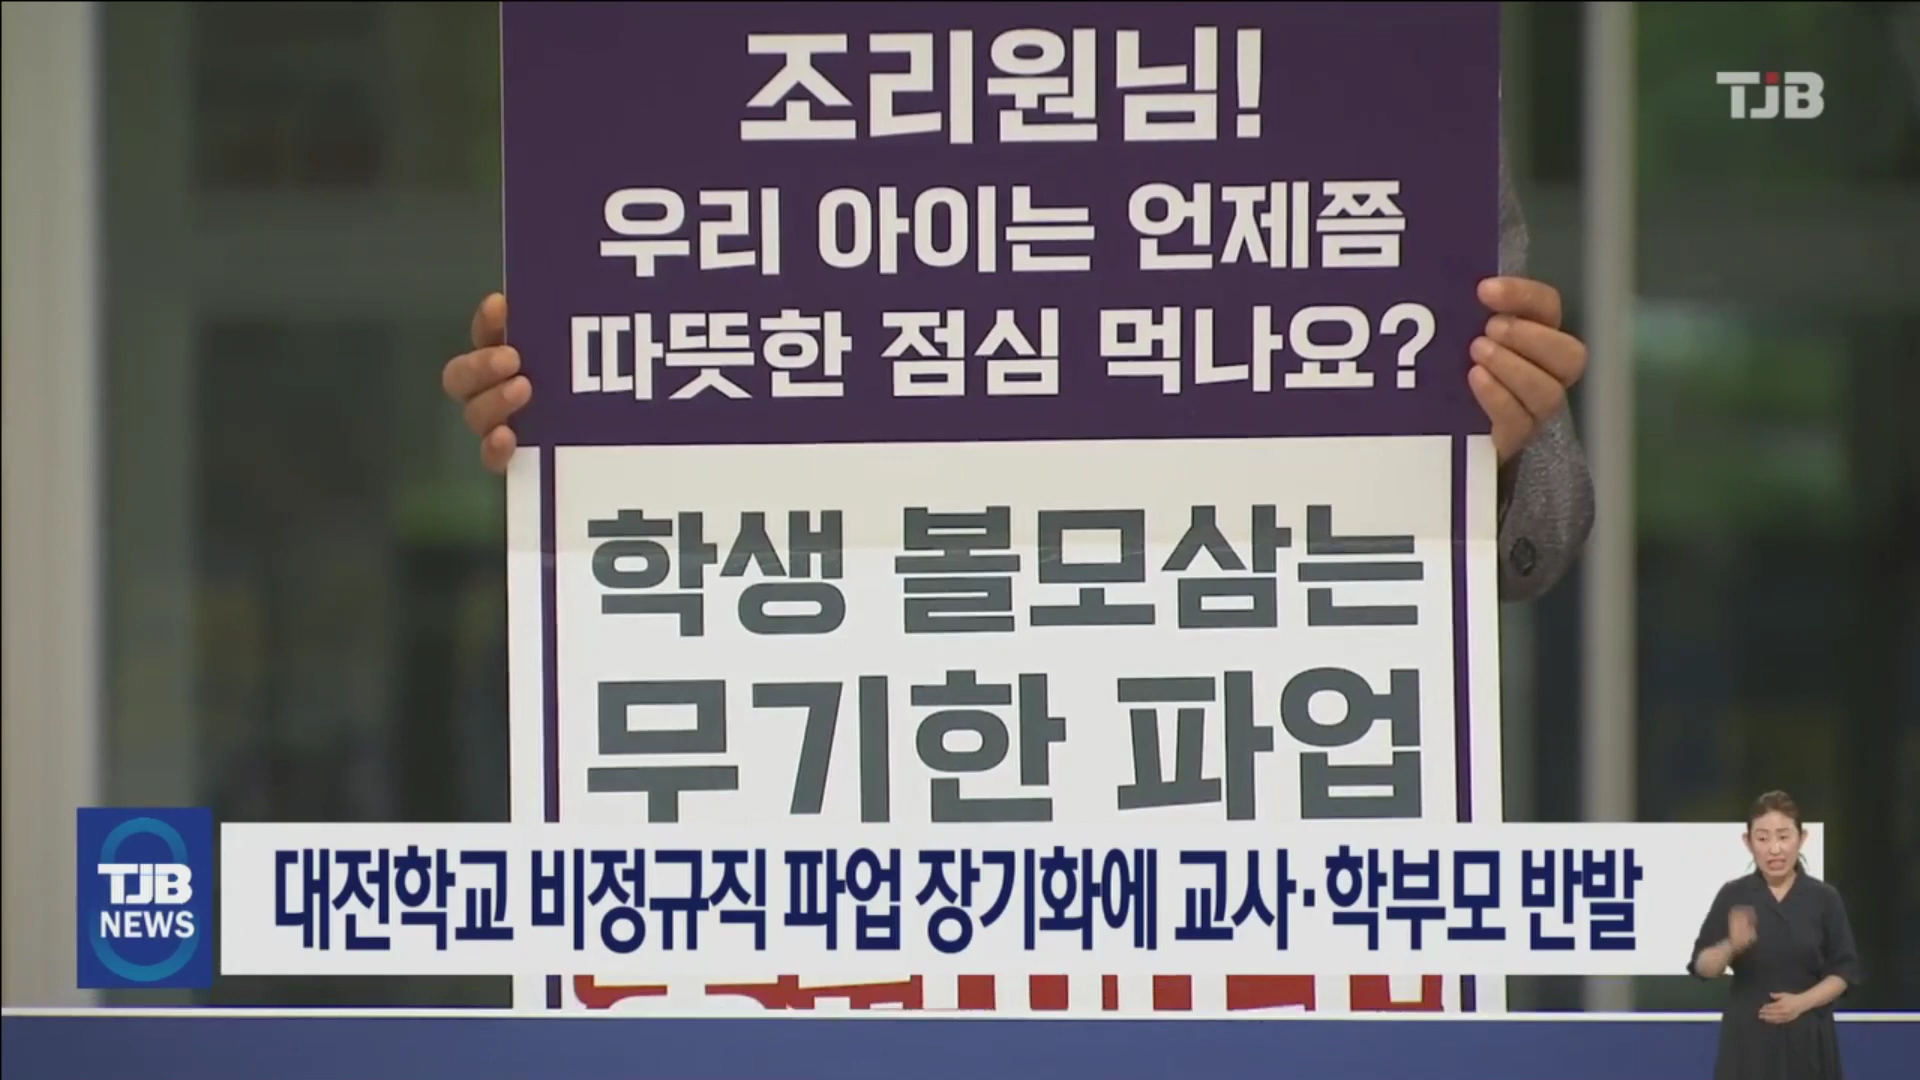 조리원님!
TJB
우리 아이는 언제쯤
따뜻한 점심 먹나요?
학생 볼모삼는
무기한 파업
TJB
NEWS
대전학교 비정규직 파업 장기화에 교사·학부모 반발